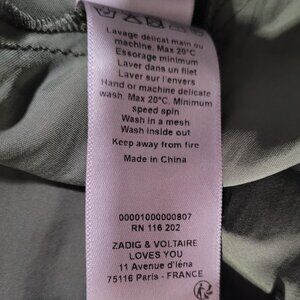 Lavage délicat main ou
machine. Max 20°C
Essorage minimum
Laver dans un filet
Laver sur l'envers
Hand or machine delicate
wash. Max 20°C. Minimum
speed spin
Wash in a mesh
Wash inside out
Keep away from fire
Made in China
00001000000807
RN 116 202
ZADIG & VOLTAIRE
LOVES YOU
11 Avenue d'Iéna
75116 Paris - FRANCE